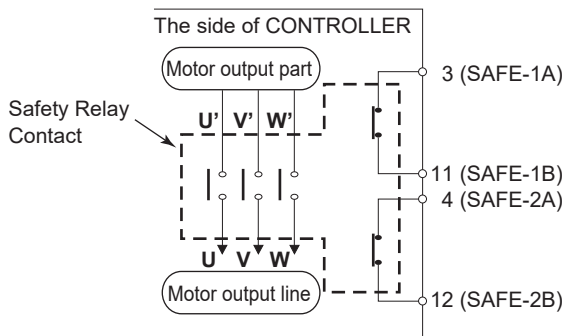 The side of CONTROLLER
Motor output part
3 (SAFE-1A)
Safety Relay
Contact
U' V' W'
11 (SAFE-1B)
4 (SAFE-2A)
U V W
Motor output line
12 (SAFE-2B)